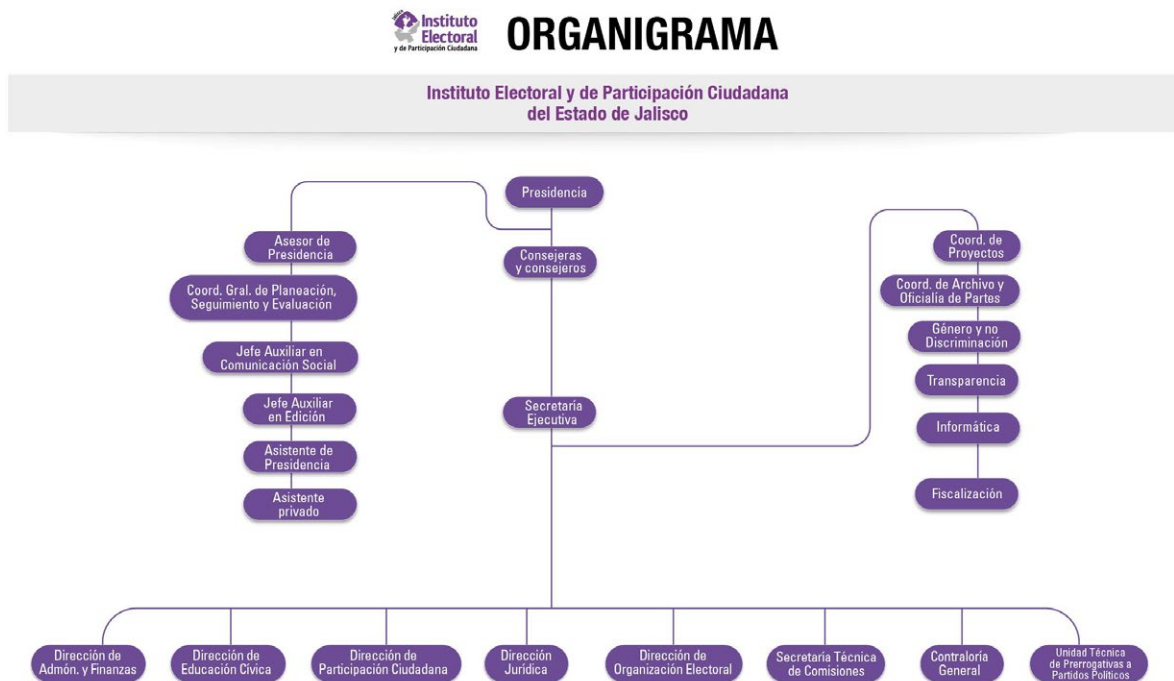 Jalisco
Instituto
Electoral
y de Participación Ciudadana
ORGANIGRAMA
Instituto Electoral y de Participación Ciudadana
del Estado de Jalisco
Presidencia
Consejeras
y consejeros
Asesor de
Presidencia
Coord. Gral. de Planeación,
Seguimiento y Evaluación
Jefe Auxiliar en
Comunicación Social
Jefe Auxiliar
en Edición
Asistente de
Presidencia
Asistente
privado
Secretaría
Ejecutiva
Coord. de
Proyectos
Coord. de Archivo y
Oficialía de Partes
Género y no
Discriminación
Transparencia
Informática
Fiscalización
Dirección de
Admón. y Finanzas
Dirección de
Educación Cívica
Dirección de
Participación Ciudadana
Dirección
Jurídica
Dirección de
Organización Electoral
Secretaría Técnica
de Comisiones
Contraloría
General
Unidad Técnica
de Prerrogativas a
Partidos Políticos